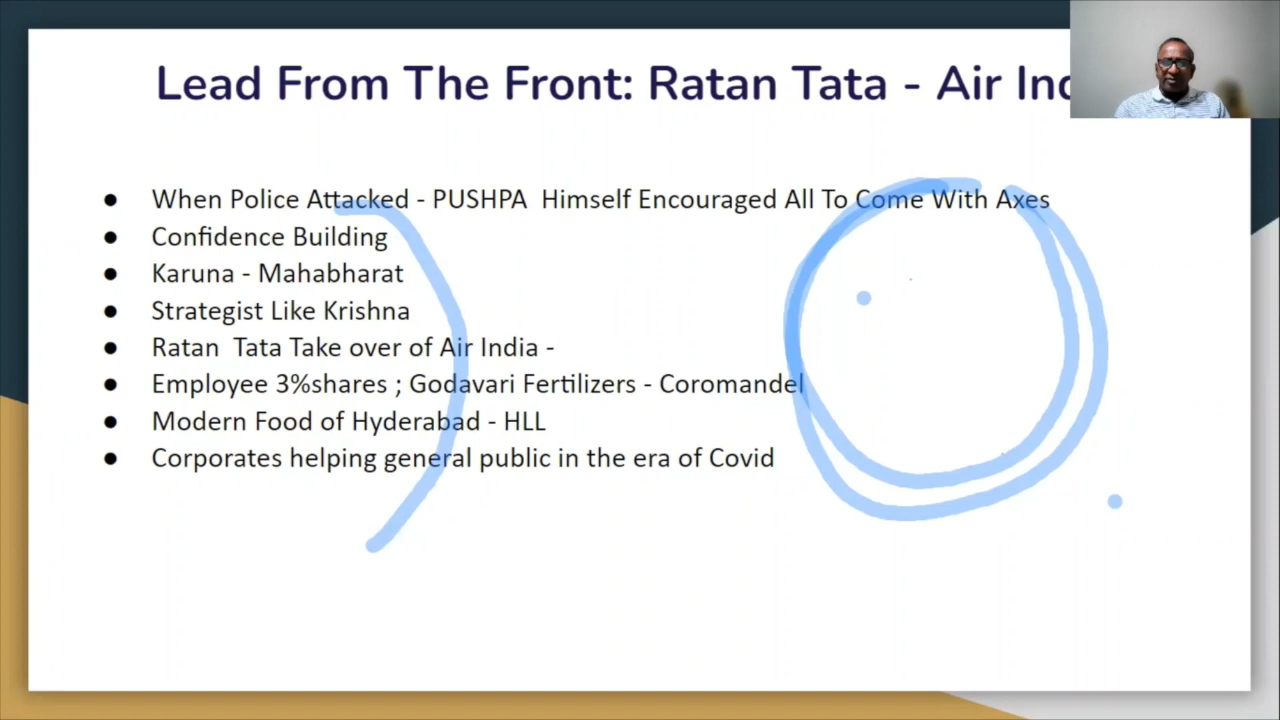 Lead From The Front: Ratan Tata - Air
● When Police Attacked - PUSHPA  Himself Encouraged All To Come With Axes
● Confidence Building
● Karuna - Mahabharat
● Strategist Like Krishna
● Ratan  Tata Take over of Air India -
● Employee 3%shares ; Godavari Fertilizers - Coromandel
● Modern Food of Hyderabad - HLL
● Corporates helping general public in the era of Covid